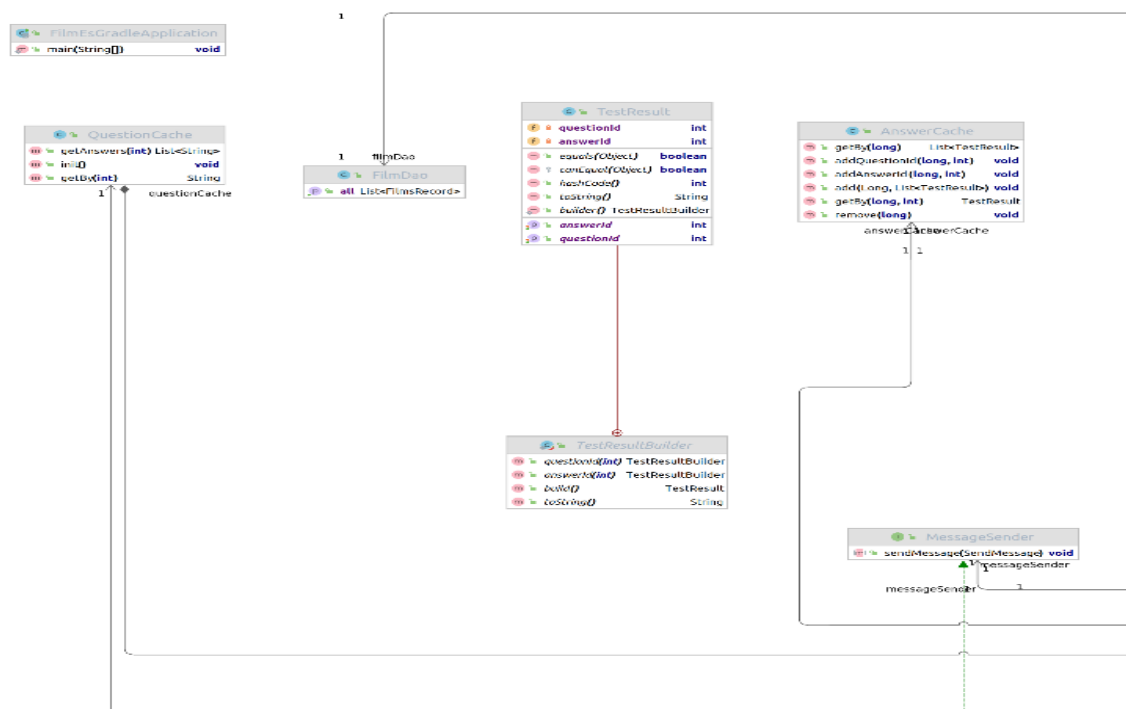 1
FilmEsGradleApplication
main(String[]) void
QuestionCache
getAnswers(int) List<String>
init() void
getBy(int) String
1
questionCache
1
filmDao
FilmDao
all List<FilmsRecord>
TestResult
questionId int
answerId int
equals(Object) boolean
canEqual(Object) boolean
hashCode() int
toString() String
builder() TestResultBuilder
answerId int
questionId int
AnswerCache
getBy(long) List<TestResult>
addQuestionId(long, int) void
addAnswerId(long, int) void
add(Long, List<TestResult>) void
getBy(long, int) TestResult
remove(long) void
answerCache
answerCache
1 1
TestResultBuilder
questionId(int) TestResultBuilder
answerId(int) TestResultBuilder
build() TestResult
toString() String
MessageSender
sendMessage(SendMessage) void
1
1
messageSender
messageSender
1